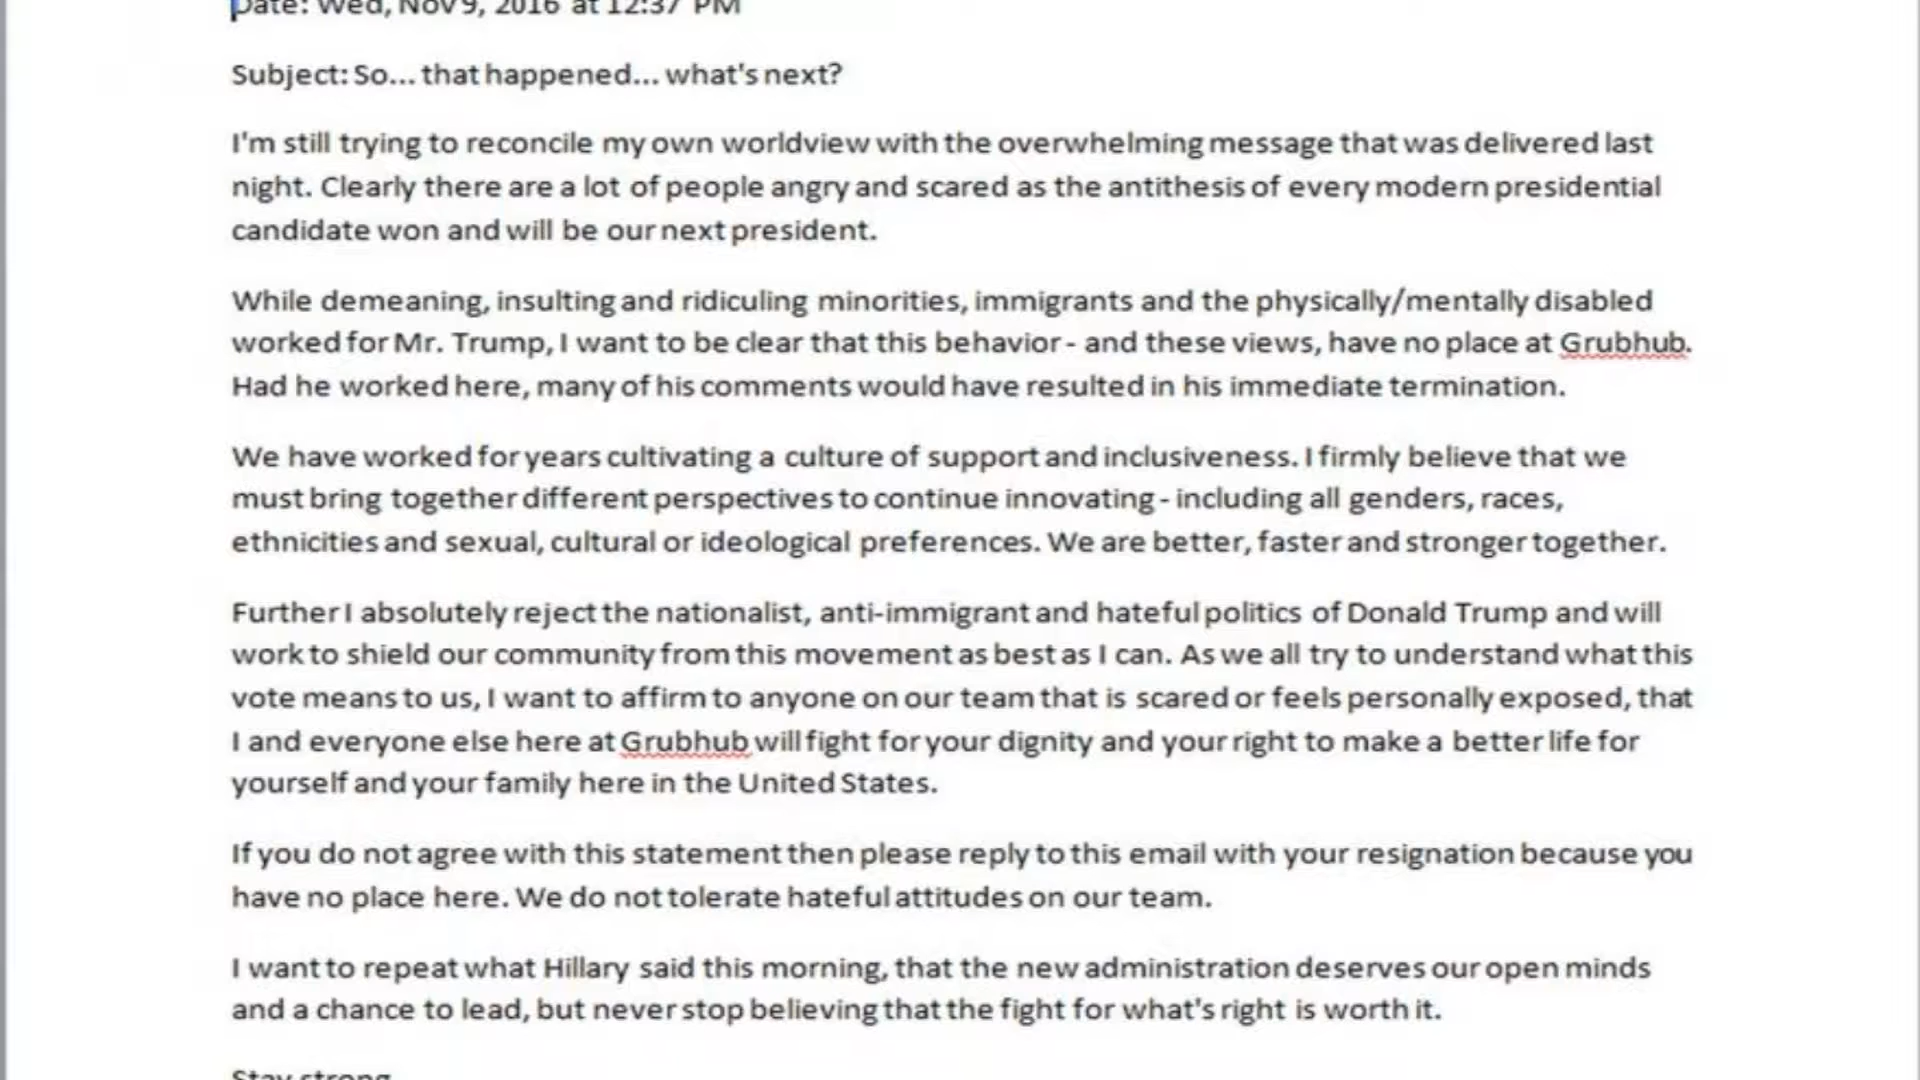 Date: Wed, Nov 9, 2016 at 12:37 PM
Subject: So... that happened... what's next?
I'm still trying to reconcile my own worldview with the overwhelming message that was delivered last
night. Clearly there are a lot of people angry and scared as the antithesis of every modern presidential
candidate won and will be our next president.
While demeaning, insulting and ridiculing minorities, immigrants and the physically/mentally disabled
worked for Mr. Trump, I want to be clear that this behavior - and these views, have no place at Grubhub.
Had he worked here, many of his comments would have resulted in his immediate termination.
We have worked for years cultivating a culture of support and inclusiveness. I firmly believe that we
must bring together different perspectives to continue innovating - including all genders, races,
ethnicities and sexual, cultural or ideological preferences. We are better, faster and stronger together.
Further I absolutely reject the nationalist, anti-immigrant and hateful politics of Donald Trump and will
work to shield our community from this movement as best as I can. As we all try to understand what this
vote means to us, I want to affirm to anyone on our team that is scared or feels personally exposed, that
I and everyone else here at Grubhub will fight for your dignity and your right to make a better life for
yourself and your family here in the United States.
If you do not agree with this statement then please reply to this email with your resignation because you
have no place here. We do not tolerate hateful attitudes on our team.
I want to repeat what Hillary said this morning, that the new administration deserves our open minds
and a chance to lead, but never stop believing that the fight for what's right is worth it.
Stay strong